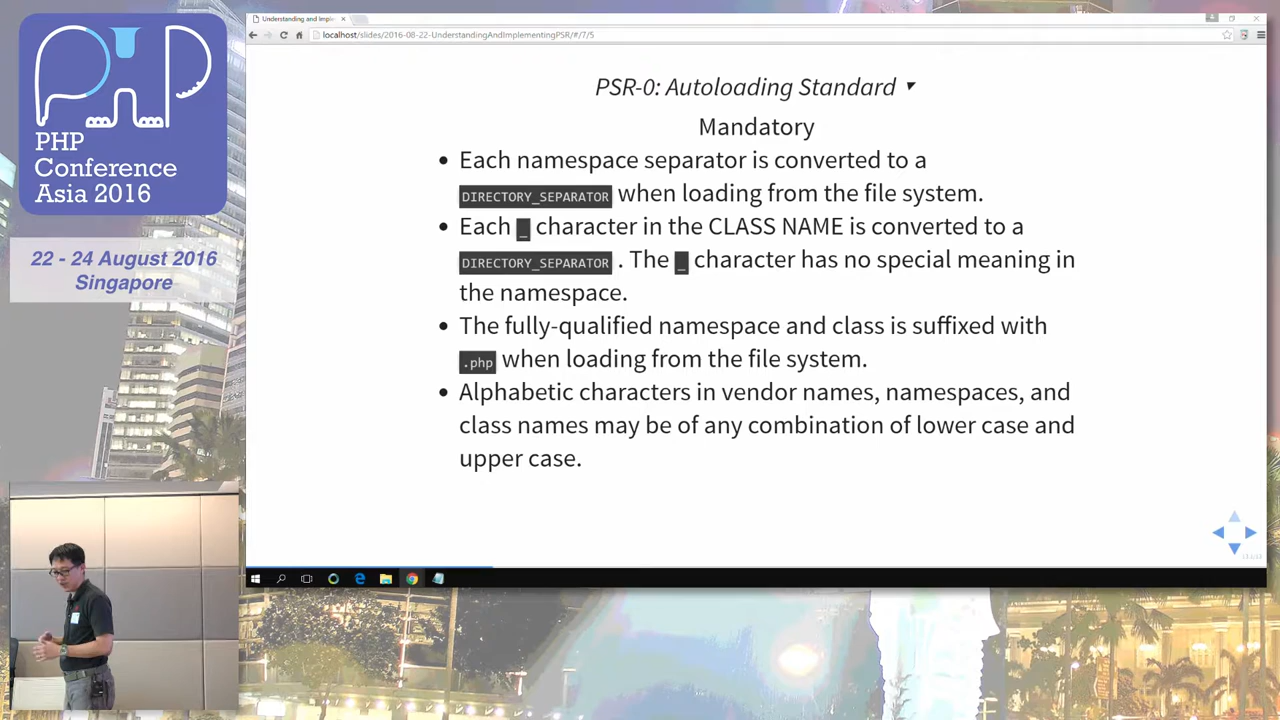 Understanding and Imple
localhost/slides/2016-08-22-UnderstandingAndImplementingPSR/#/7/5
PHP
Conference
Asia 2016
22 - 24 August 2016
Singapore
PSR-0: Autoloading Standard
Mandatory
Each namespace separator is converted to a
DIRECTORY_SEPARATOR when loading from the file system.
Each _ character in the CLASS NAME is converted to a
DIRECTORY_SEPARATOR . The _ character has no special meaning in
the namespace.
The fully-qualified namespace and class is suffixed with
.php when loading from the file system.
Alphabetic characters in vendor names, namespaces, and
class names may be of any combination of lower case and
upper case.